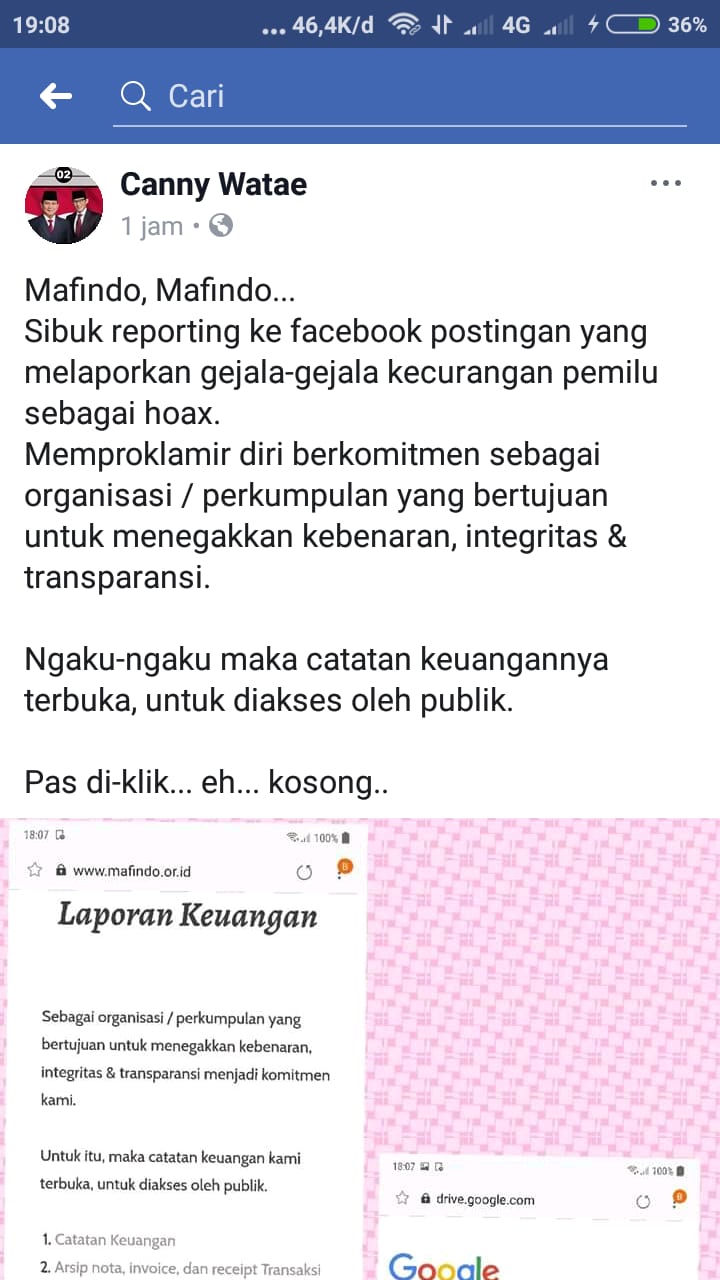 19:08
... 46,4K/d 4G 36%
Cari
02
Canny Watae
1 jam •
Mafindo, Mafindo...
Sibuk reporting ke facebook postingan yang
melaporkan gejala-gejala kecurangan pemilu
sebagai hoax.
Memproklamir diri berkomitmen sebagai
organisasi / perkumpulan yang bertujuan
untuk menegakkan kebenaran, integritas &
transparansi.
Ngaku-ngaku maka catatan keuangannya
terbuka, untuk diakses oleh publik.
Pas di-klik... eh... kosong..
18:07 100%
www.mafindo.or.id
Laporan Keuangan
Sebagai organisasi / perkumpulan yang
bertujuan untuk menegakkan kebenaran,
integritas & transparansi menjadi komitmen
kami.
Untuk itu, maka catatan keuangan kami
terbuka, untuk diakses oleh publik.
1. Catatan Keuangan
2. Arsip nota, invoice, dan receipt Transaksi
18:07 100%
drive.google.com
Google